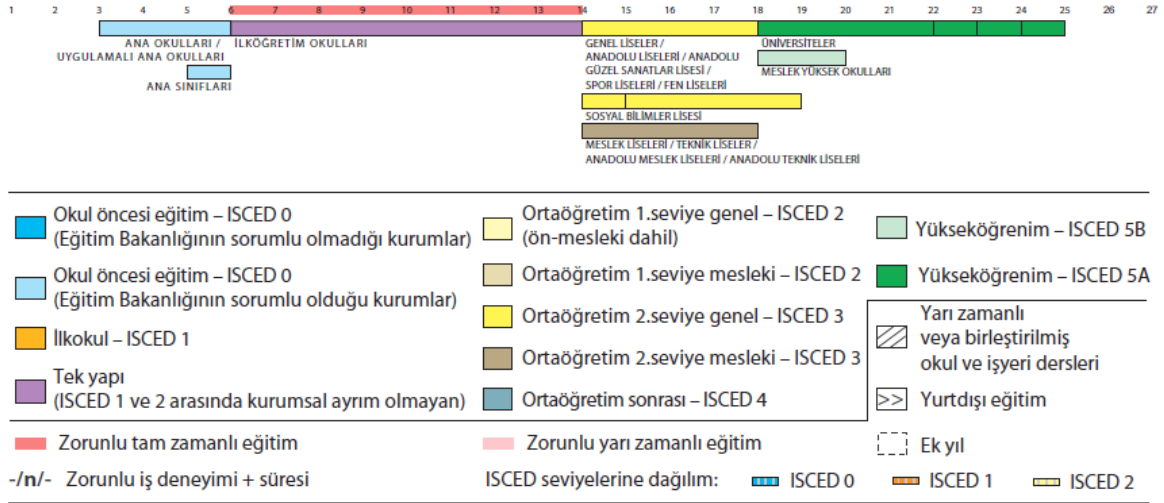 1 2 3 4 5 6 7 8 9 10 11 12 13 14 15 16 17 18 19 20 21 22 23 24 25 26 27
ANA OKULLARI /
UYGULAMALI ANA OKULLARI
ANA SINIFLARI
İLKÖĞRETİM OKULLARI
GENEL LİSELER /
ANADOLU LİSELERİ / ANADOLU
GÜZEL SANATLAR LİSESİ /
SPOR LİSELERİ / FEN LİSELERİ
SOSYAL BİLİMLER LİSESİ
MESLEK LİSELERİ / TEKNİK LİSELER /
ANADOLU MESLEK LİSELERİ / ANADOLU TEKNİK LİSELERİ
ÜNİVERSİTELER
MESLEK YÜKSEK OKULLARI
Okul öncesi eğitim – ISCED 0
(Eğitim Bakanlığının sorumlu olmadığı kurumlar)
Okul öncesi eğitim – ISCED 0
(Eğitim Bakanlığının sorumlu olduğu kurumlar)
İlkokul – ISCED 1
Tek yapı
(ISCED 1 ve 2 arasında kurumsal ayrım olmayan)
Ortaöğretim 1.seviye genel – ISCED 2
(ön-mesleki dahil)
Ortaöğretim 1.seviye mesleki – ISCED 2
Ortaöğretim 2.seviye genel – ISCED 3
Ortaöğretim 2.seviye mesleki – ISCED 3
Ortaöğretim sonrası – ISCED 4
Yükseköğrenim – ISCED 5B
Yükseköğrenim – ISCED 5A
Yarı zamanlı
veya birleştirilmiş
okul ve işyeri dersleri
>> Yurtdışı eğitim
Zorunlu tam zamanlı eğitim
Zorunlu yarı zamanlı eğitim
Ek yıl
-/n/- Zorunlu iş deneyimi + süresi
ISCED seviyelerine dağılım: ISCED 0 ISCED 1 ISCED 2